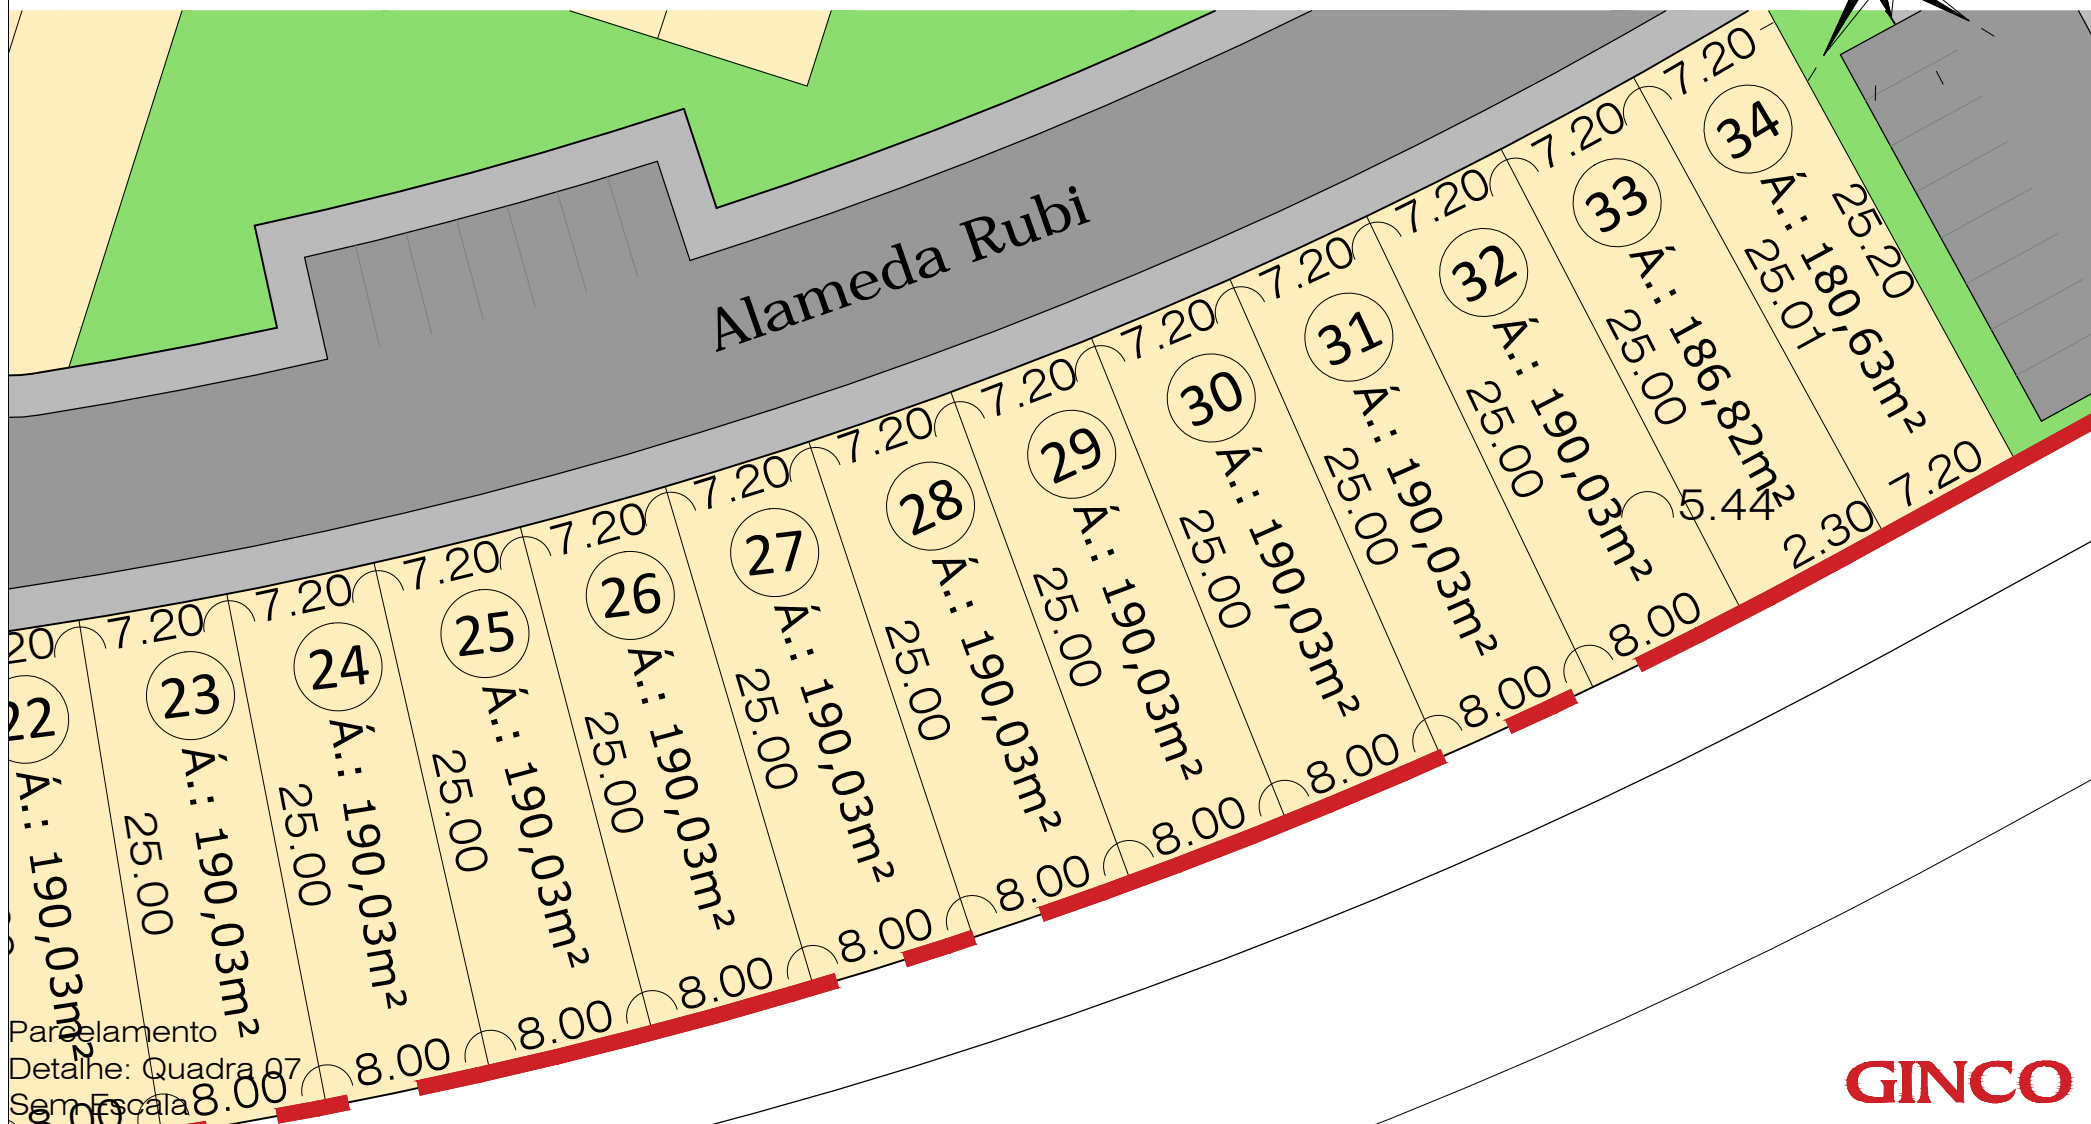 Alameda Rubi
20
7.20
7.20
7.20
7.20
7.20
7.20
7.20
7.20
7.20
7.20
7.20
7.20
22
Á.: 190,03m²
23
Á.: 190,03m²
25.00
24
Á.: 190,03m²
25.00
25
Á.: 190,03m²
25.00
26
Á.: 190,03m²
25.00
27
Á.: 190,03m²
25.00
28
Á.: 190,03m²
25.00
29
Á.: 190,03m²
25.00
30
Á.: 190,03m²
25.00
31
Á.: 190,03m²
25.00
32
Á.: 190,03m²
25.00
33
Á.: 186,82m²
25.00
34
Á.: 180,63m²
25.01
25.20
8.00
8.00
8.00
8.00
8.00
8.00
8.00
8.00
8.00
8.00
8.00
5.44
2.30
7.20
Parcelamento
Detalhe: Quadra 07
Sem Escala
GINCO